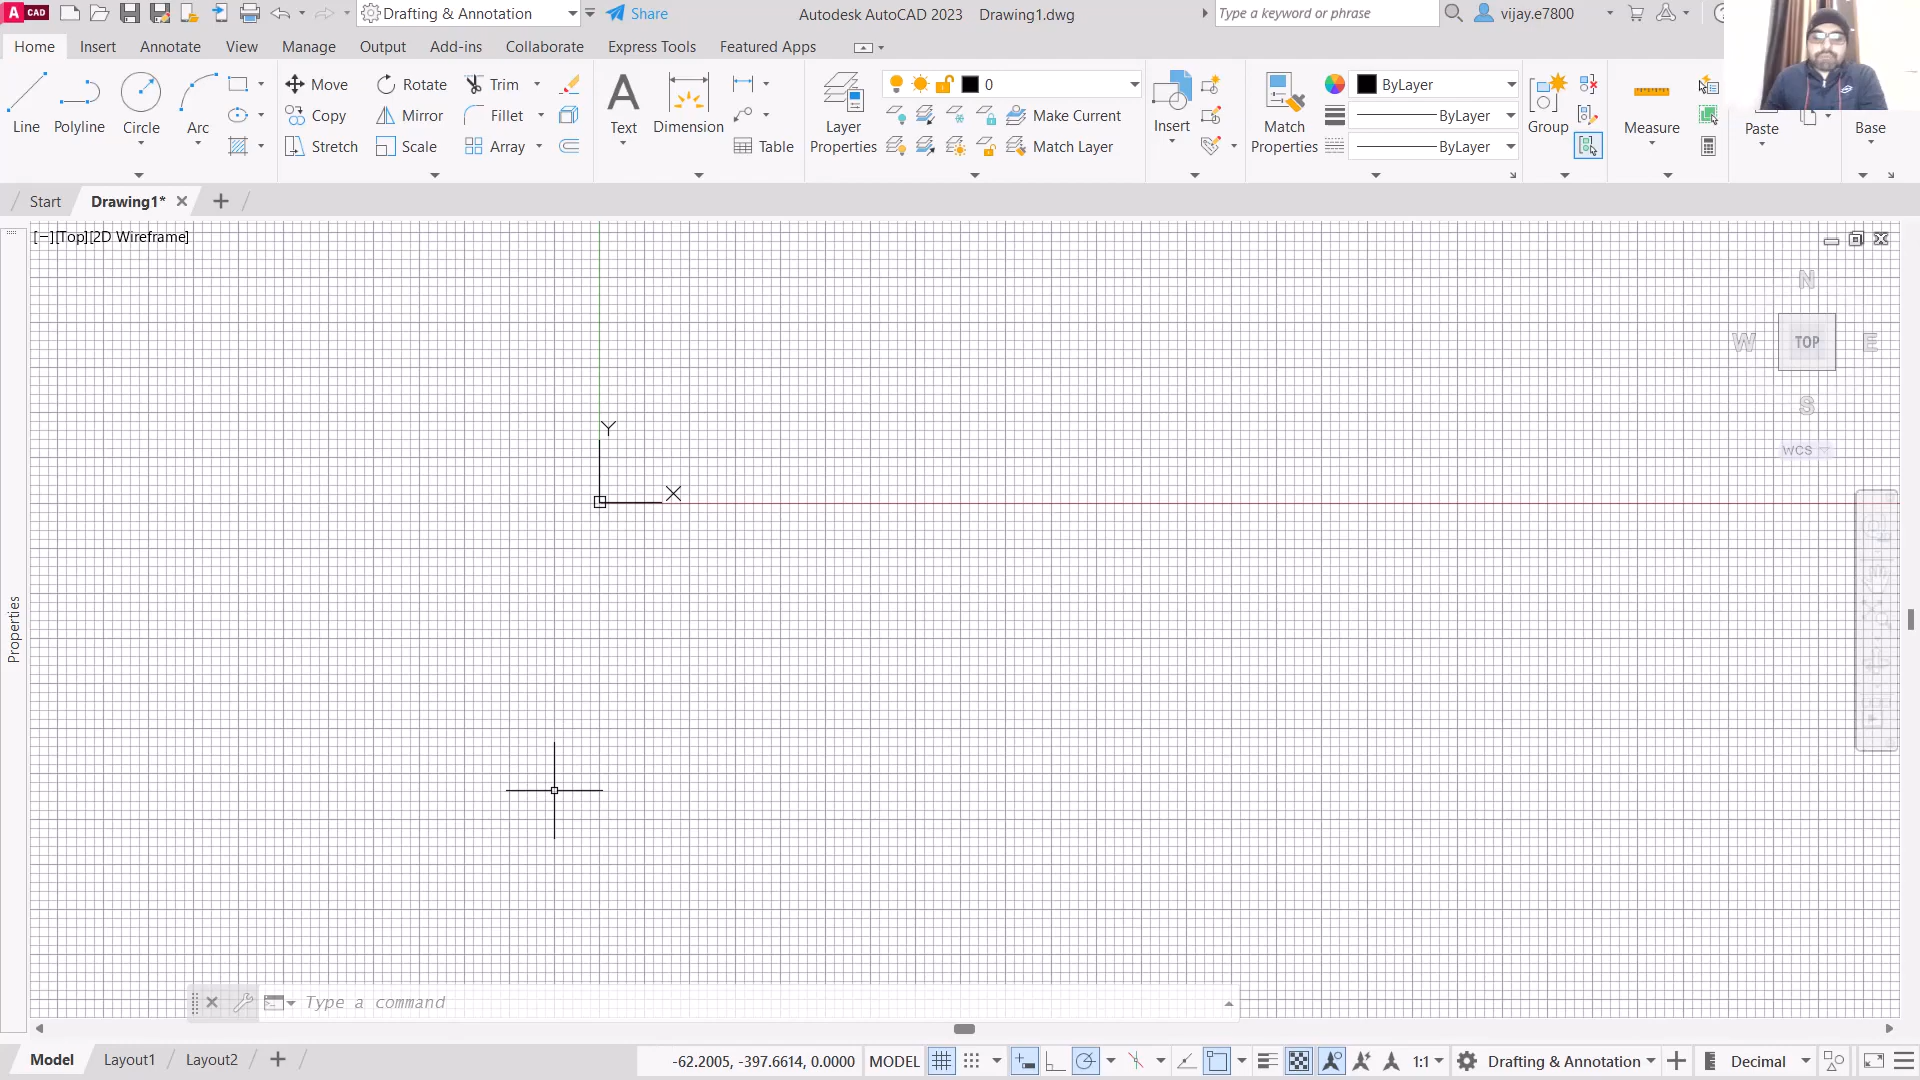 A CAD
Drafting & Annotation
Share
Autodesk AutoCAD 2023 Drawing1.dwg
Type a keyword or phrase
vijay.e7800
Home Insert Annotate View Manage Output Add-ins Collaborate Express Tools Featured Apps
Line
Polyline
Circle
Arc
Move
Rotate
Trim
Copy
Mirror
Fillet
Stretch
Scale
Array
A
Text
Dimension
Table
Layer
Properties
0
Make Current
Match Layer
Insert
Match
Properties
ByLayer
ByLayer
ByLayer
Group
Measure
Paste
Base
Start
Drawing1*
[−][Top][2D Wireframe]
N
W
TOP
E
S
WCS
Y
X
Properties
Type a command
Model Layout1 Layout2
-62.2005, -397.6614, 0.0000
MODEL
1:1
Drafting & Annotation
Decimal